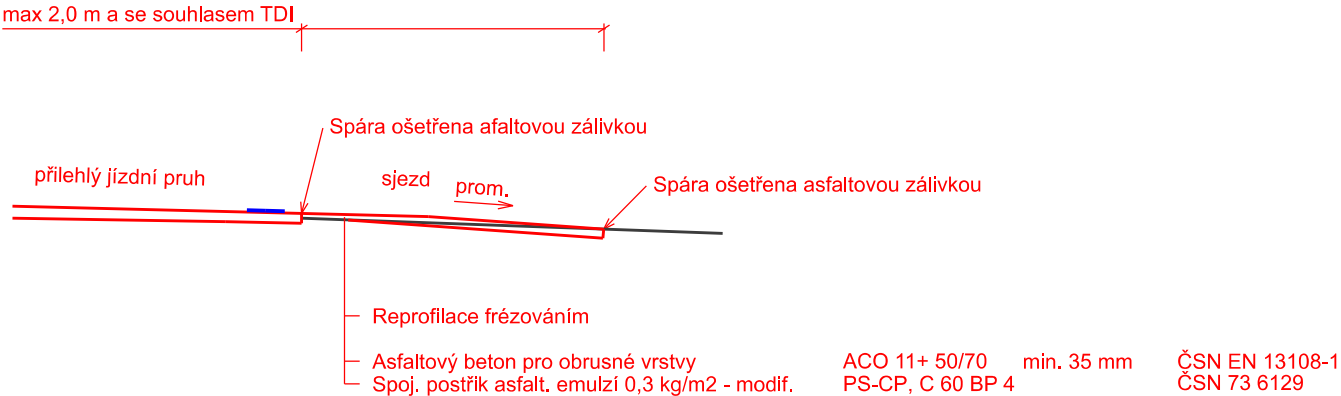 max 2,0 m a se souhlasem TDI
Spára ošetřena afaltovou zálivkou
přilehlý jízdní pruh
sjezd
prom.
Spára ošetřena asfaltovou zálivkou
Reprofilace frézováním
Asfaltový beton pro obrusné vrstvy ACO 11+ 50/70 min. 35 mm ČSN EN 13108-1
Spoj. postřik asfalt. emulzí 0,3 kg/m2 - modif. PS-CP, C 60 BP 4 ČSN 73 6129